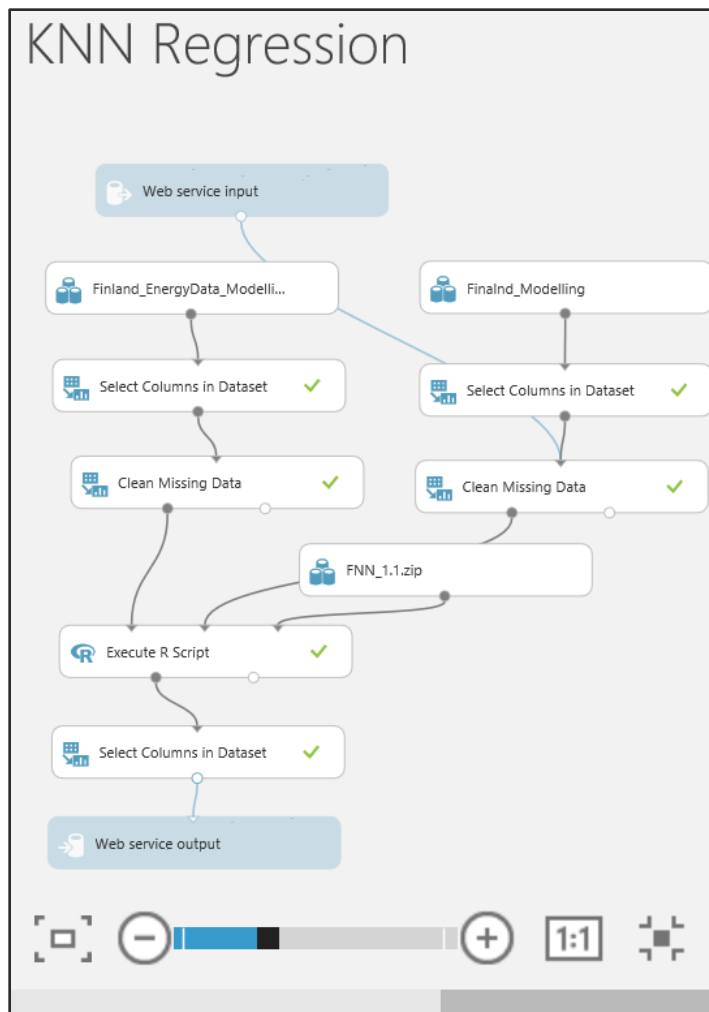 KNN Regression
Web service input
Finland_EnergyData_Modelli...
Finalnd_Modelling
Select Columns in Dataset
Select Columns in Dataset
Clean Missing Data
Clean Missing Data
FNN_1.1.zip
R Execute R Script
Select Columns in Dataset
Web service output
1:1